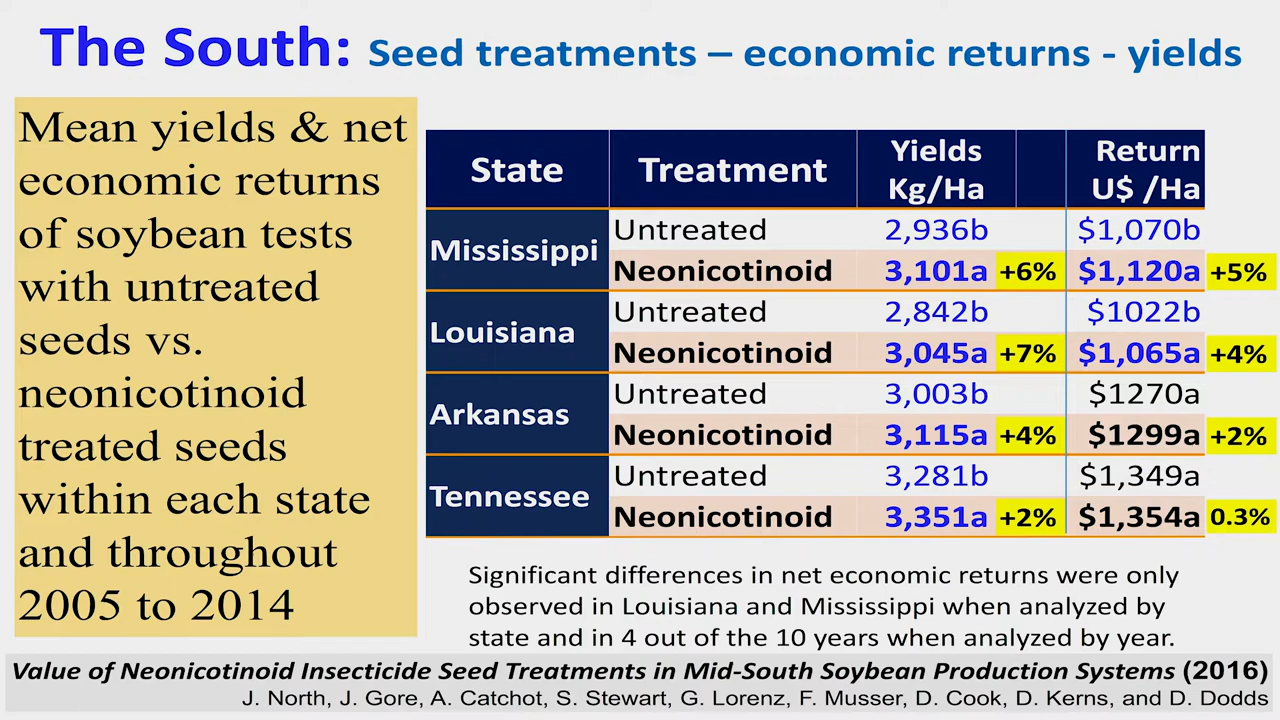 The South: Seed treatments – economic returns - yields
Mean yields & net
economic returns
of soybean tests
with untreated
seeds vs.
neonicotinoid
treated seeds
within each state
and throughout
2005 to 2014
State Treatment Yields Kg/Ha Return U$ /Ha
Mississippi
Untreated 2,936b $1,070b
Neonicotinoid 3,101a +6% $1,120a +5%
Louisiana
Untreated 2,842b $1022b
Neonicotinoid 3,045a +7% $1,065a +4%
Arkansas
Untreated 3,003b $1270a
Neonicotinoid 3,115a +4% $1299a +2%
Tennessee
Untreated 3,281b $1,349a
Neonicotinoid 3,351a +2% $1,354a 0.3%
Significant differences in net economic returns were only
observed in Louisiana and Mississippi when analyzed by
state and in 4 out of the 10 years when analyzed by year.
Value of Neonicotinoid Insecticide Seed Treatments in Mid-South Soybean Production Systems (2016)
J. North, J. Gore, A. Catchot, S. Stewart, G. Lorenz, F. Musser, D. Cook, D. Kerns, and D. Dodds